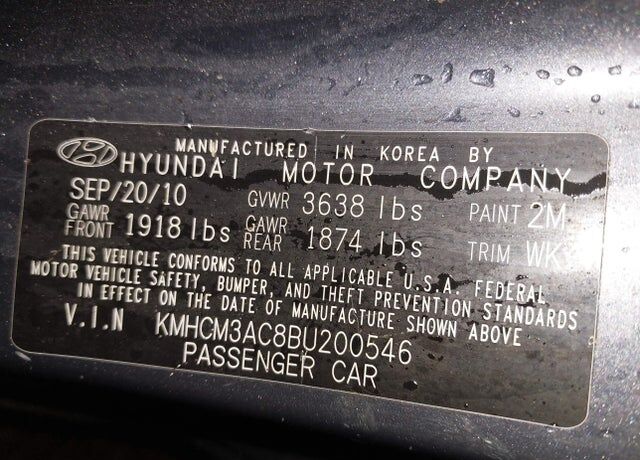 MANUFACTURED IN KOREA BY
HYUNDAI MOTOR COMPANY
SEP/20/10 GVWR 3638 lbs PAINT 2M
GAWR FRONT 1918 lbs GAWR REAR 1874 lbs TRIM WK
THIS VEHICLE CONFORMS TO ALL APPLICABLE U.S.A. FEDERAL
MOTOR VEHICLE SAFETY, BUMPER, AND THEFT PREVENTION STANDARDS
IN EFFECT ON THE DATE OF MANUFACTURE SHOWN ABOVE
V.I.N KMHCM3AC8BU200546
PASSENGER CAR